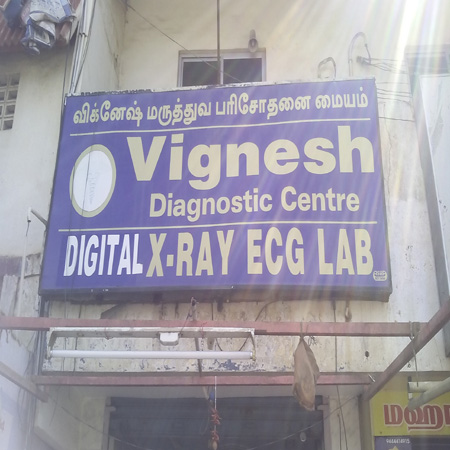 விக்னேஷ் மருத்துவ பரிசோதனை மையம்
Vignesh
Diagnostic Centre
DIGITAL X-RAY ECG LAB